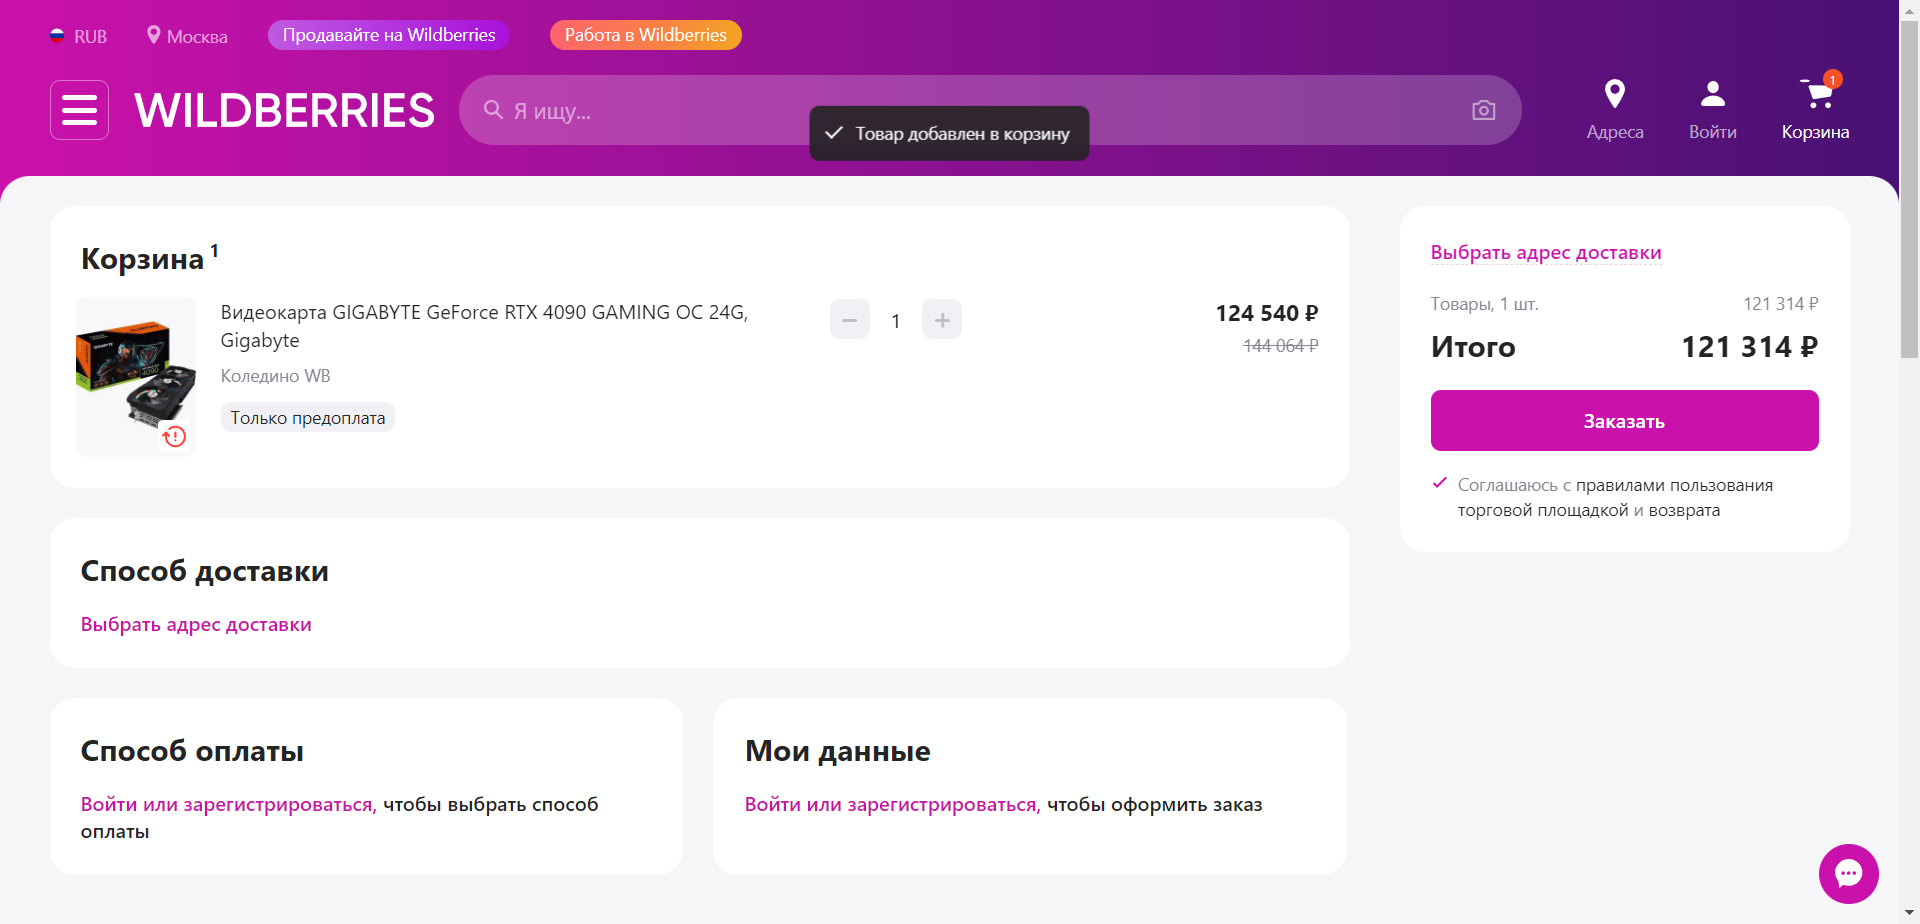 RUB
Москва
Продавайте на Wildberries
Работа в Wildberries
WILDBERRIES
Я ищу...
Товар добавлен в корзину
Адреса
Войти
1
Корзина
Корзина 1
Видеокарта GIGABYTE GeForce RTX 4090 GAMING OC 24G,
Gigabyte
Коледино WB
Только предоплата
1
124 540 ₽
144 064 ₽
Выбрать адрес доставки
Товары, 1 шт.
121 314 ₽
Итого
121 314 ₽
Заказать
Соглашаюсь с правилами пользования
торговой площадкой и возврата
Способ доставки
Выбрать адрес доставки
Способ оплаты
Войти или зарегистрироваться, чтобы выбрать способ
оплаты
Мои данные
Войти или зарегистрироваться, чтобы оформить заказ